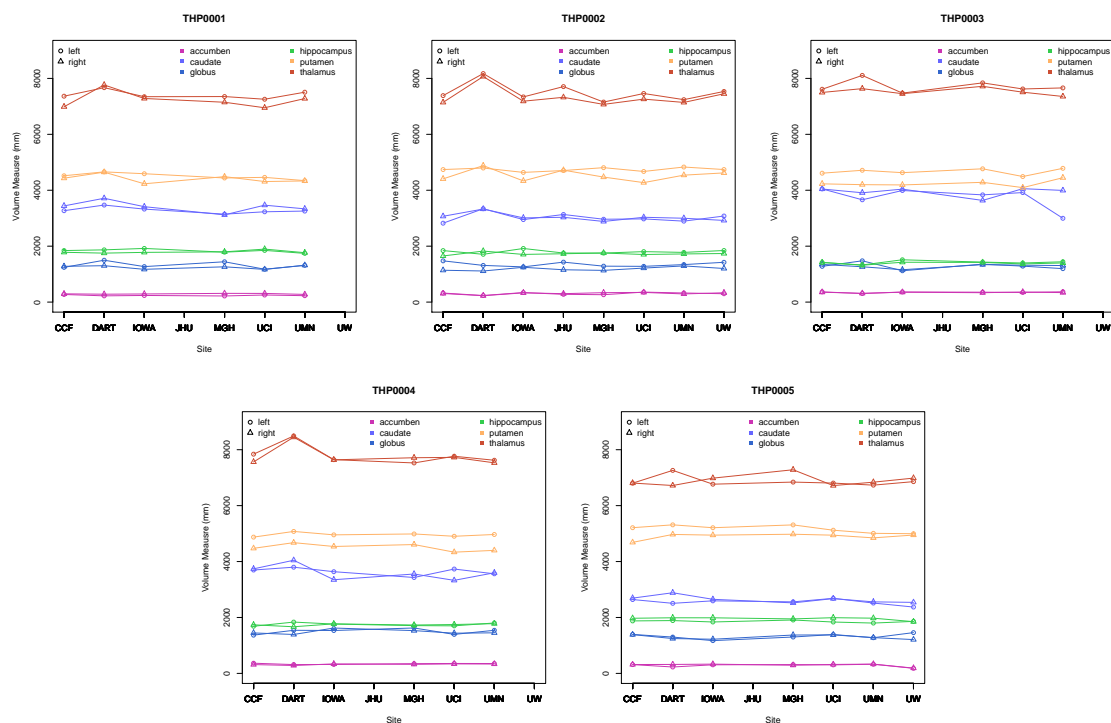 THP0001
left
right
accumben
caudate
globus
hippocampus
putamen
thalamus
Volume Meausre (mm)
0 2000 4000 6000 8000
CCF DART IOWA JHU MGH UCI UMN UW
Site
THP0002
left
right
accumben
caudate
globus
hippocampus
putamen
thalamus
Volume Meausre (mm)
0 2000 4000 6000 8000
CCF DART IOWA JHU MGH UCI UMN UW
Site
THP0003
left
right
accumben
caudate
globus
hippocampus
putamen
thalamus
Volume Meausre (mm)
0 2000 4000 6000 8000
CCF DART IOWA JHU MGH UCI UMN UW
Site
THP0004
left
right
accumben
caudate
globus
hippocampus
putamen
thalamus
Volume Meausre (mm)
0 2000 4000 6000 8000
CCF DART IOWA JHU MGH UCI UMN UW
Site
THP0005
left
right
accumben
caudate
globus
hippocampus
putamen
thalamus
Volume Meausre (mm)
0 2000 4000 6000 8000
CCF DART IOWA JHU MGH UCI UMN UW
Site